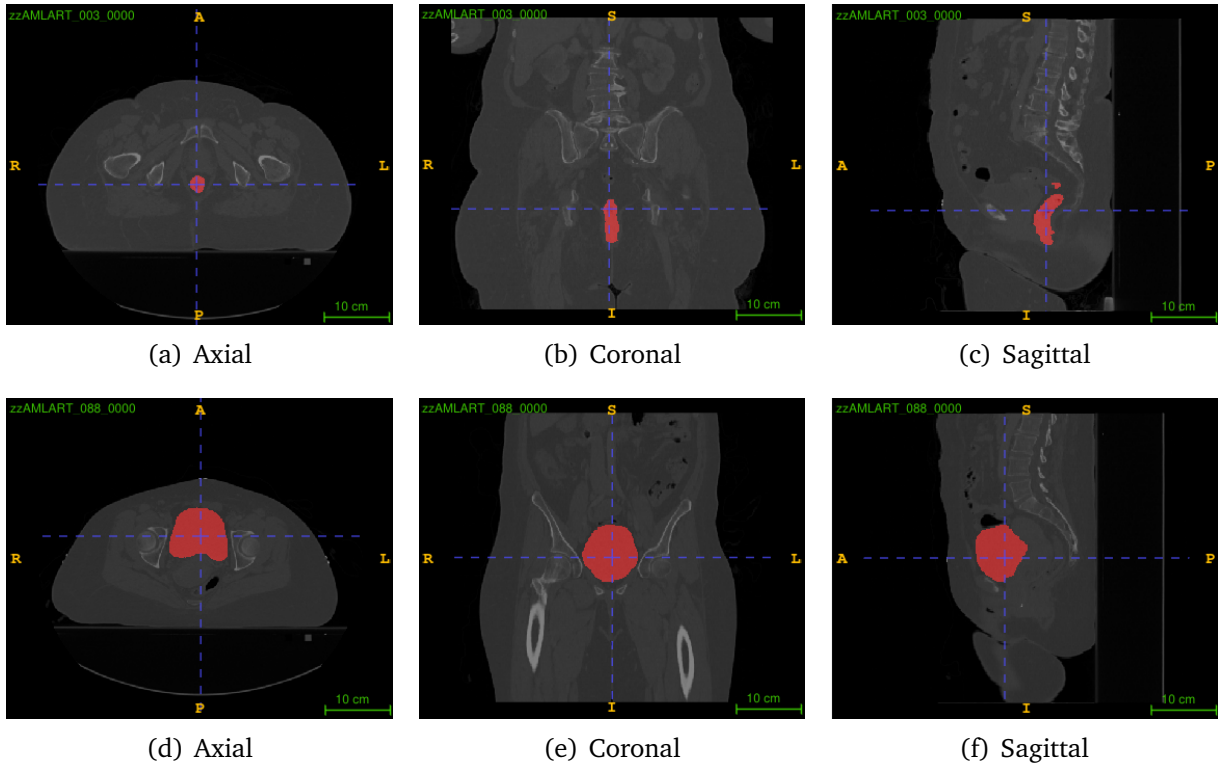 zzAMLART_003_0000
A
R
L
P
10 cm
(a) Axial
zzAMLART_003_0000
S
R
L
I
10 cm
(b) Coronal
zzAMLART_003_0000
S
A
P
I
10 cm
(c) Sagittal
zzAMLART_088_0000
A
R
L
P
10 cm
(d) Axial
zzAMLART_088_0000
S
R
L
I
10 cm
(e) Coronal
zzAMLART_088_0000
S
A
P
I
10 cm
(f) Sagittal